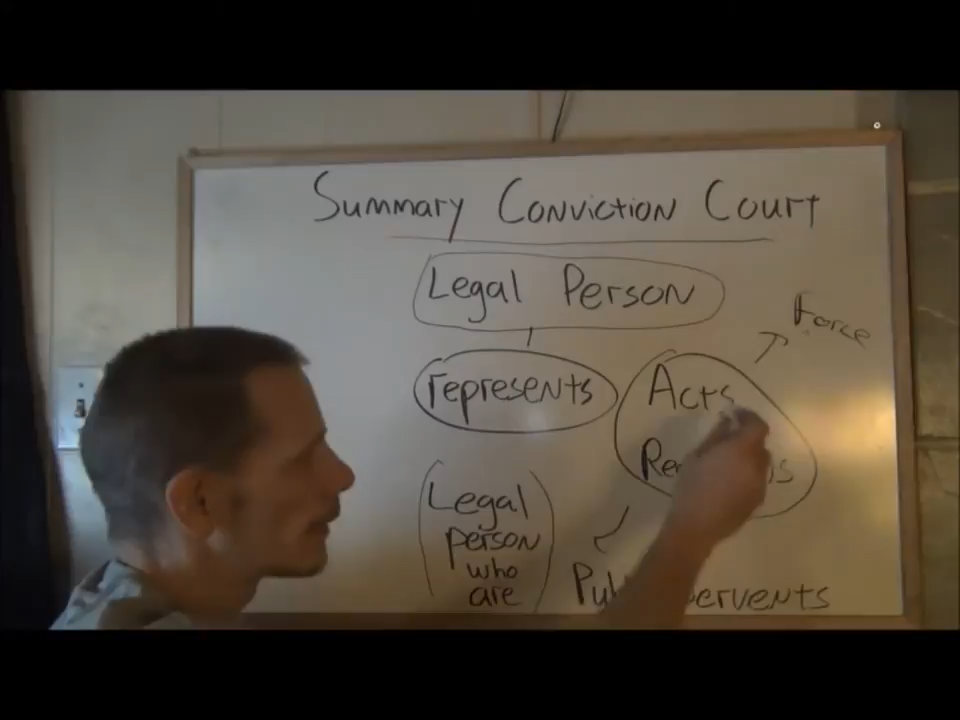 Summary Conviction Court
Legal Person
Force
represents
Acts
Legal
person
who
are